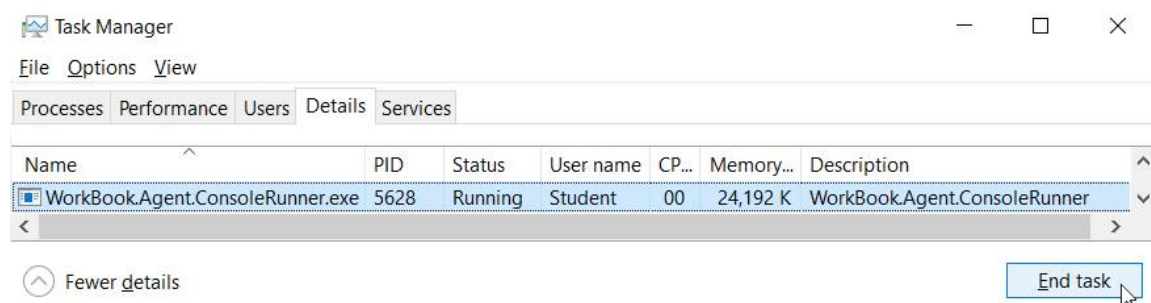 Task Manager
File Options View
Processes Performance Users Details Services
Name PID Status User name CP... Memory... Description
WorkBook.Agent.ConsoleRunner.exe 5628 Running Student 00 24,192 K WorkBook.Agent.ConsoleRunner
Fewer details End task